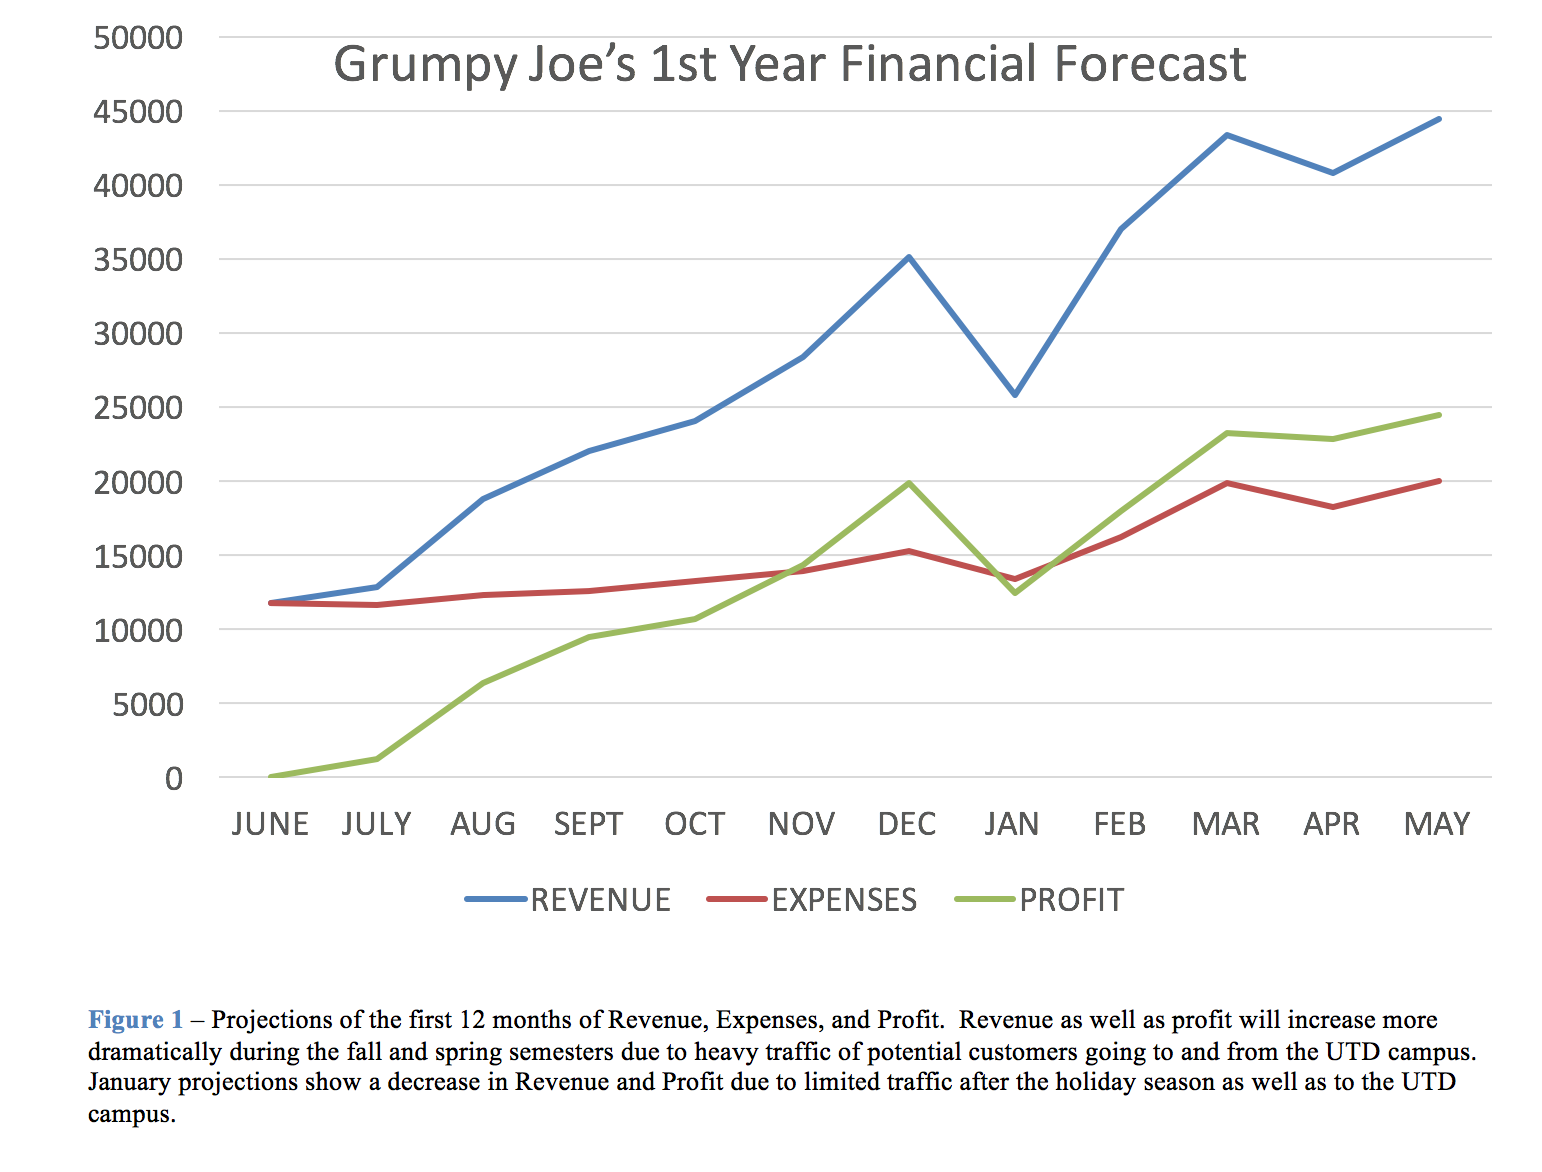 Grumpy Joe’s 1st Year Financial Forecast
50000
45000
40000
35000
30000
25000
20000
15000
10000
5000
0
JUNE JULY AUG SEPT OCT NOV DEC JAN FEB MAR APR MAY
REVENUE EXPENSES PROFIT
Figure 1 – Projections of the first 12 months of Revenue, Expenses, and Profit.  Revenue as well as profit will increase more
dramatically during the fall and spring semesters due to heavy traffic of potential customers going to and from the UTD campus.
January projections show a decrease in Revenue and Profit due to limited traffic after the holiday season as well as to the UTD
campus.